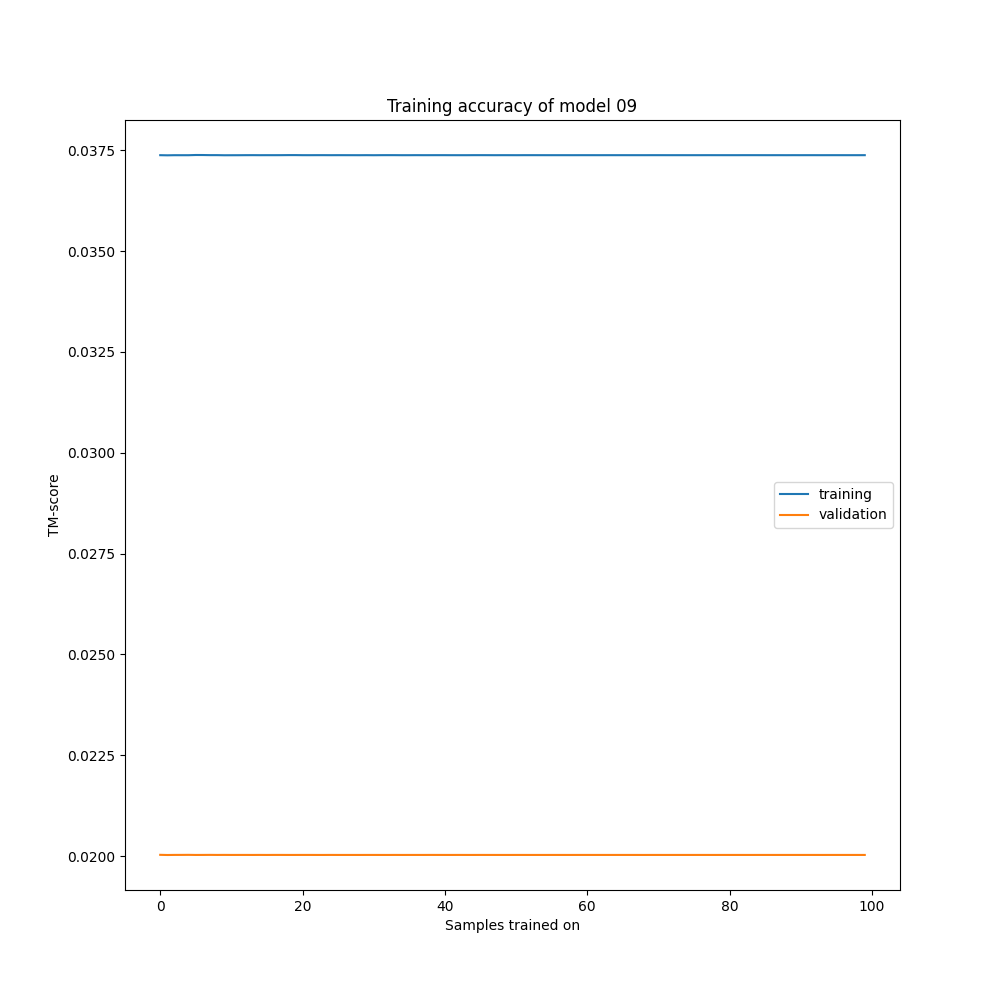 Training accuracy of model 09
0.0375
0.0350
0.0325
0.0300
0.0275
0.0250
0.0225
0.0200
TM-score
training
validation
0 20 40 60 80 100
Samples trained on